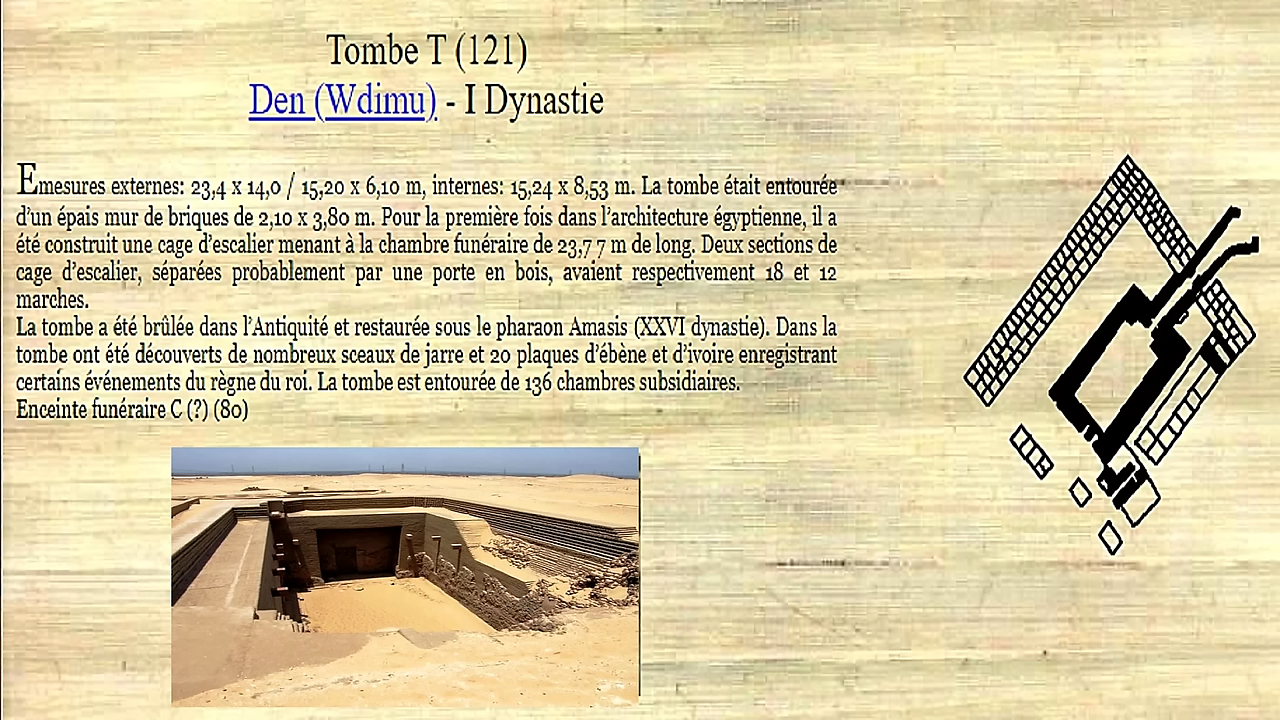 Tombe T (121)
Den (Wdimu) - I Dynastie
Emesures externes: 23,4 x 14,0 / 15,20 x 6,10 m, internes: 15,24 x 8,53 m. La tombe était entourée
d'un épais mur de briques de 2,10 x 3,80 m. Pour la première fois dans l'architecture égyptienne, il a
été construit une cage d'escalier menant à la chambre funéraire de 23,7 7 m de long. Deux sections de
cage d'escalier, séparées probablement par une porte en bois, avaient respectivement 18 et 12
marches.
La tombe a été brûlée dans l'Antiquité et restaurée sous le pharaon Amasis (XXVI dynastie). Dans la
tombe ont été découverts de nombreux sceaux de jarre et 20 plaques d'ébène et d'ivoire enregistrant
certains événements du règne du roi. La tombe est entourée de 136 chambres subsidiaires.
Enceinte funéraire C (?) (80)